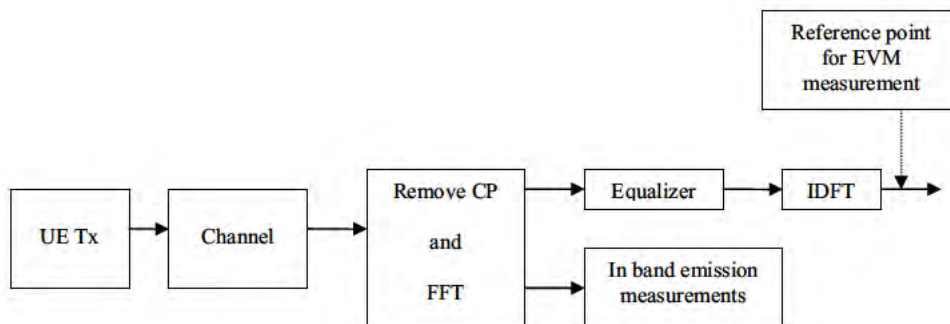 Reference point
for EVM
measurement
UE Tx
Channel
Remove CP
and
FFT
Equalizer
IDFT
In band emission
measurements